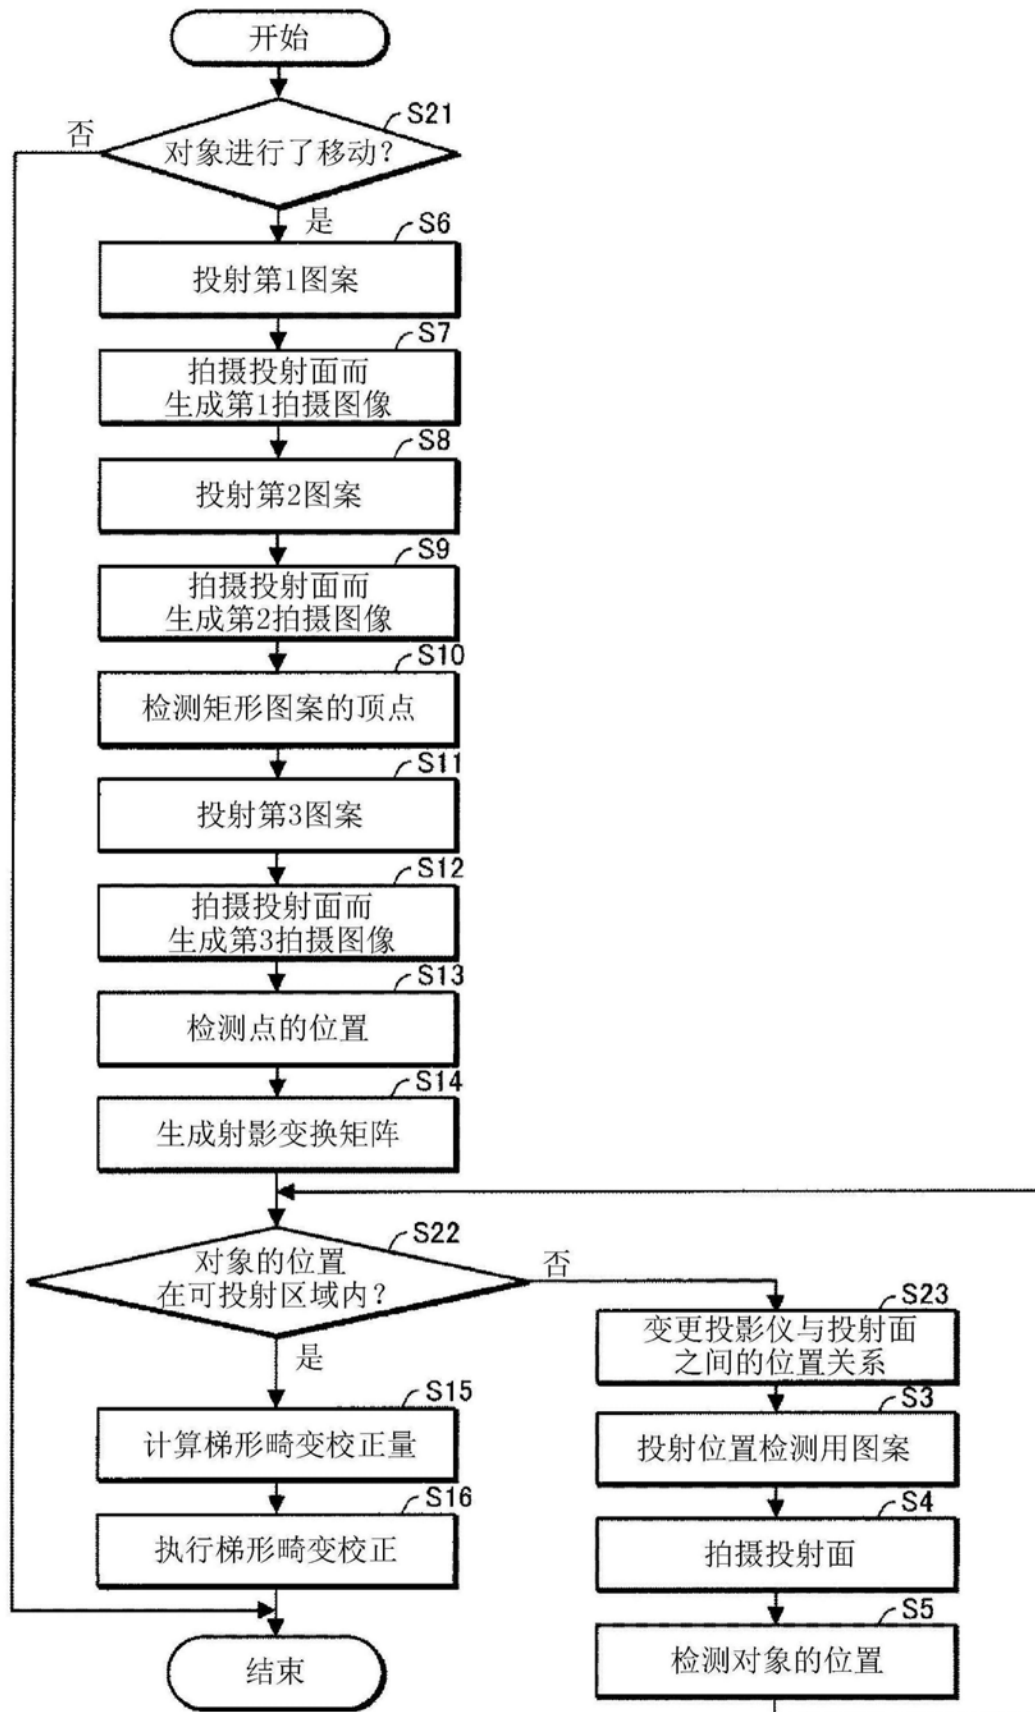 开始
S21
否
对象进行了移动?
是
S6
投射第1图案
S7
拍摄投射面而
生成第1拍摄图像
S8
投射第2图案
S9
拍摄投射面而
生成第2拍摄图像
S10
检测矩形图案的顶点
S11
投射第3图案
S12
拍摄投射面而
生成第3拍摄图像
S13
检测点的位置
S14
生成射影变换矩阵
S22
对象的位置
在可投射区域内?
否
是
S23
变更投影仪与投射面
之间的位置关系
S15
计算梯形畸变校正量
S3
投射位置检测用图案
S16
执行梯形畸变校正
S4
拍摄投射面
S5
检测对象的位置
结束